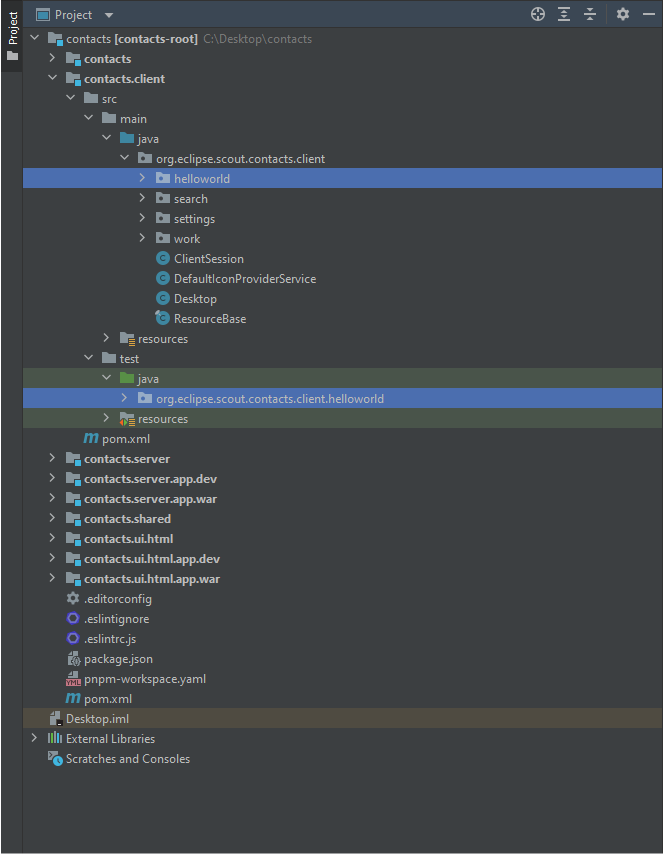 Project
Project
contacts [contacts-root] C:\Desktop\contacts
contacts
contacts.client
src
main
java
org.eclipse.scout.contacts.client
helloworld
search
settings
work
C ClientSession
C DefaultIconProviderService
C Desktop
C ResourceBase
resources
test
java
org.eclipse.scout.contacts.client.helloworld
resources
m pom.xml
contacts.server
contacts.server.app.dev
contacts.server.app.war
contacts.shared
contacts.ui.html
contacts.ui.html.app.dev
contacts.ui.html.app.war
.editorconfig
.eslintignore
.eslintrc.js
package.json
YML pnpm-workspace.yaml
m pom.xml
Desktop.iml
External Libraries
Scratches and Consoles